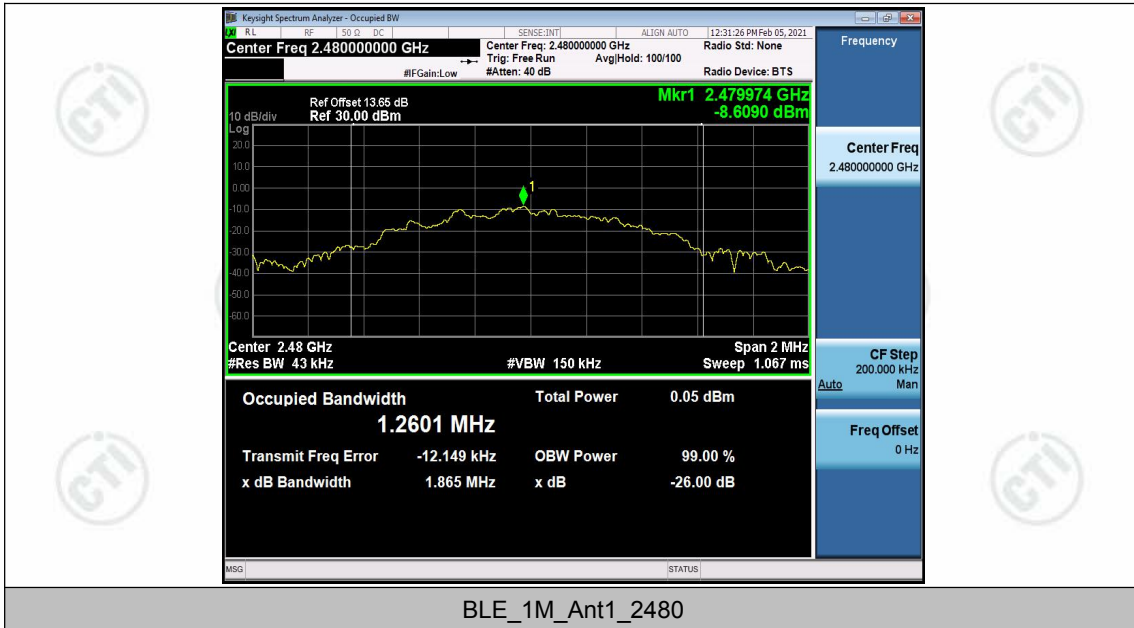 Keysight Spectrum Analyzer - Occupied BW
LXI RL RF 50 Ω DC SENSE:INT ALIGN AUTO 12:31:26 PM Feb 05, 2021
Center Freq 2.480000000 GHz Center Freq: 2.480000000 GHz Radio Std: None Frequency
Trig: Free Run Avg|Hold: 100/100
#IFGain:Low #Atten: 40 dB Radio Device: BTS
Mkr1 2.479974 GHz
Ref Offset 13.65 dB
10 dB/div Ref 30.00 dBm -8.6090 dBm
Log
20.0
10.0
0.00
-10.0
-20.0
-30.0
-40.0
-50.0
-60.0
1
Center Freq
2.480000000 GHz
Center 2.48 GHz Span 2 MHz
#Res BW 43 kHz #VBW 150 kHz Sweep 1.067 ms
CF Step
200.000 kHz
Auto Man
Occupied Bandwidth Total Power 0.05 dBm
1.2601 MHz
Transmit Freq Error -12.149 kHz OBW Power 99.00 %
x dB Bandwidth 1.865 MHz x dB -26.00 dB
Freq Offset
0 Hz
MSG STATUS
BLE_1M_Ant1_2480
CTI
CTI
CTI
CTI